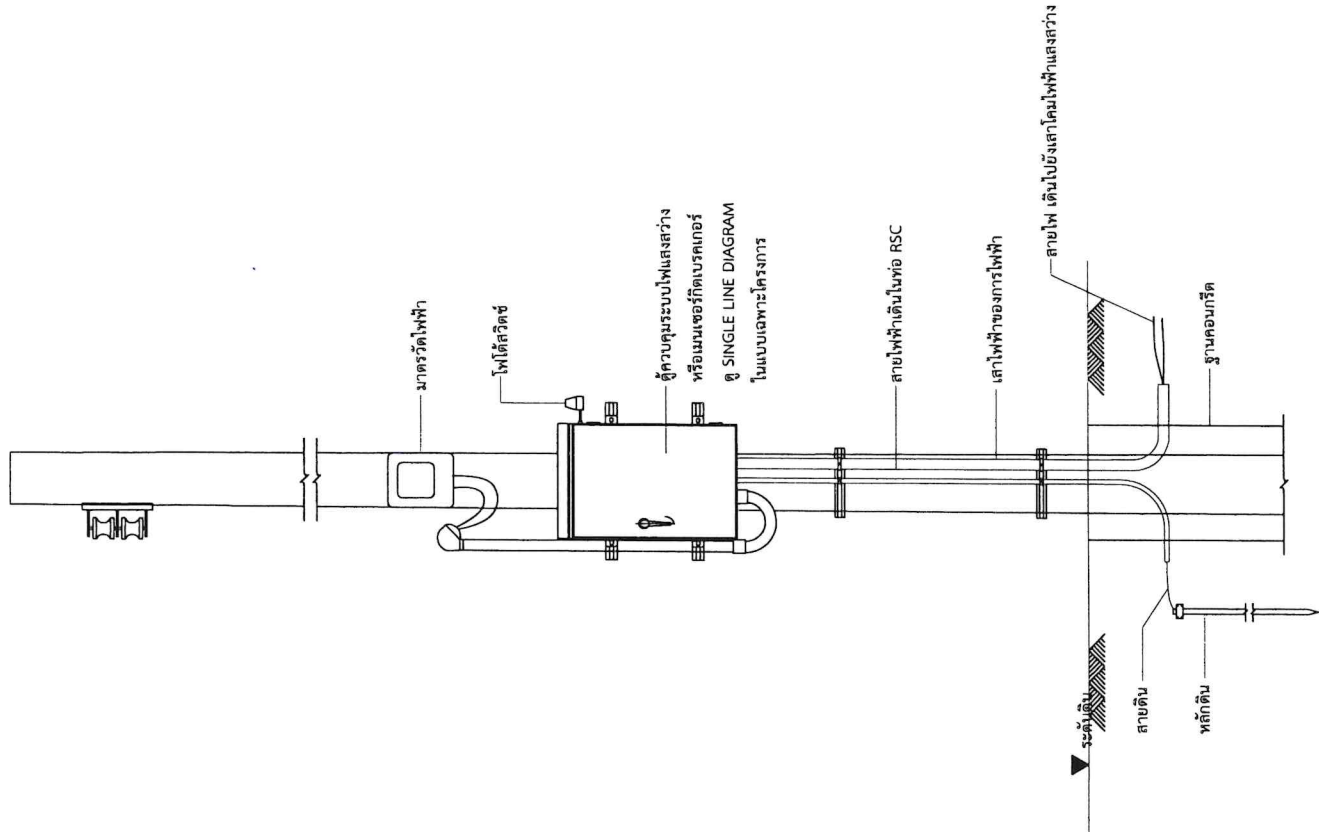 มาตรวัดไฟฟ้า
โฟโต้สวิตช์
ตู้ควบคุมระบบไฟแสงสว่าง
หรือเมนเซอร์กิตเบรคเกอร์
ดู SINGLE LINE DIAGRAM
ในแบบเฉพาะโครงการ
สายไฟฟ้าเดินในท่อ RSC
เสาไฟฟ้าของการไฟฟ้า
สายไฟ เดินไปยังเสาโคมไฟฟ้าแสงสว่าง
ระดับดิน
สายดิน
หลักดิน
ฐานคอนกรีต